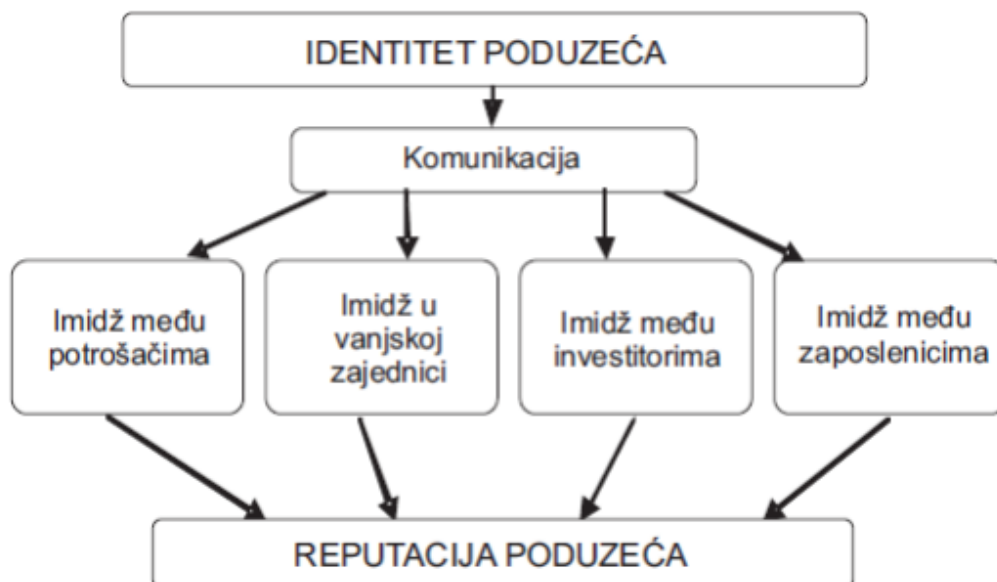 IDENTITET PODUZEĆA
Komunikacija
Imidž među
potrošačima
Imidž u
vanjskoj
zajednici
Imidž među
investitorima
Imidž među
zaposlenicima
REPUTACIJA PODUZEĆA